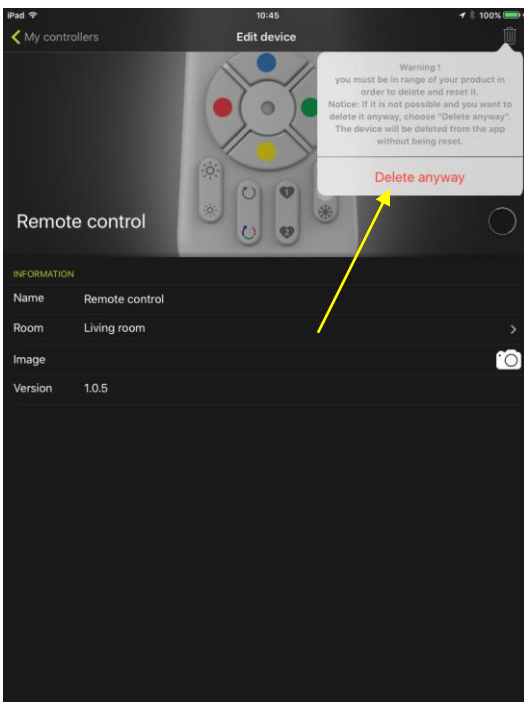 iPad 10:45 100%
My controllers Edit device
Warning !
you must be in range of your product in
order to delete and reset it.
Notice: If it is not possible and you want to
delete it anyway, choose "Delete anyway".
The device will be deleted from the app
without being reset.
Delete anyway
1
2
Remote control
INFORMATION
Name Remote control
Room Living room
Image
Version 1.0.5